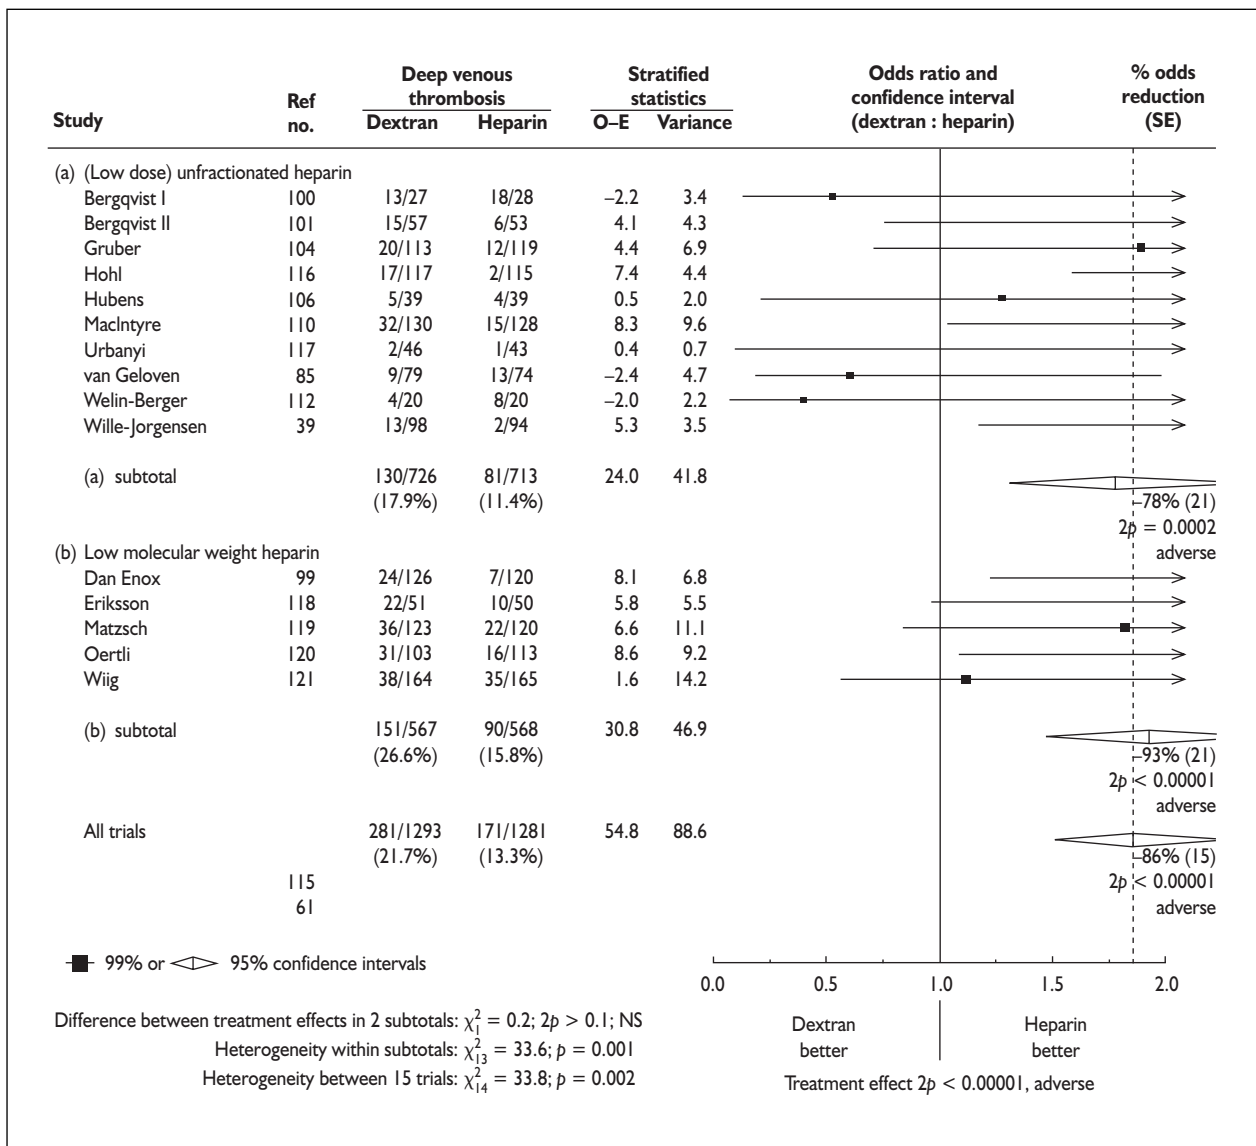 Study Ref no. Deep venous thrombosis Stratified statistics Odds ratio and confidence interval (dextran : heparin) % odds reduction (SE)
Dextran Heparin O–E Variance
(a) (Low dose) unfractionated heparin
Bergqvist I 100 13/27 18/28 –2.2 3.4
Bergqvist II 101 15/57 6/53 4.1 4.3
Gruber 104 20/113 12/119 4.4 6.9
Hohl 116 17/117 2/115 7.4 4.4
Hubens 106 5/39 4/39 0.5 2.0
MacIntyre 110 32/130 15/128 8.3 9.6
Urbanyi 117 2/46 1/43 0.4 0.7
van Geloven 85 9/79 13/74 –2.4 4.7
Welin-Berger 112 4/20 8/20 –2.0 2.2
Wille-Jorgensen 39 13/98 2/94 5.3 3.5
(a) subtotal 130/726 81/713 24.0 41.8
(17.9%) (11.4%) –78% (21)
2p = 0.0002
adverse
(b) Low molecular weight heparin
Dan Enox 99 24/126 7/120 8.1 6.8
Eriksson 118 22/51 10/50 5.8 5.5
Matzsch 119 36/123 22/120 6.6 11.1
Oertli 120 31/103 16/113 8.6 9.2
Wiig 121 38/164 35/165 1.6 14.2
(b) subtotal 151/567 90/568 30.8 46.9
(26.6%) (15.8%) –93% (21)
2p < 0.00001
adverse
All trials 281/1293 171/1281 54.8 88.6
(21.7%) (13.3%) –86% (15)
115 2p < 0.00001
61 adverse
99% or 95% confidence intervals
0.0 0.5 1.0 1.5 2.0
Dextran better Heparin better
Difference between treatment effects in 2 subtotals: χ²₁ = 0.2; 2p > 0.1; NS
Heterogeneity within subtotals: χ²₁₃ = 33.6; p = 0.001
Heterogeneity between 15 trials: χ²₁₄ = 33.8; p = 0.002
Treatment effect 2p < 0.00001, adverse